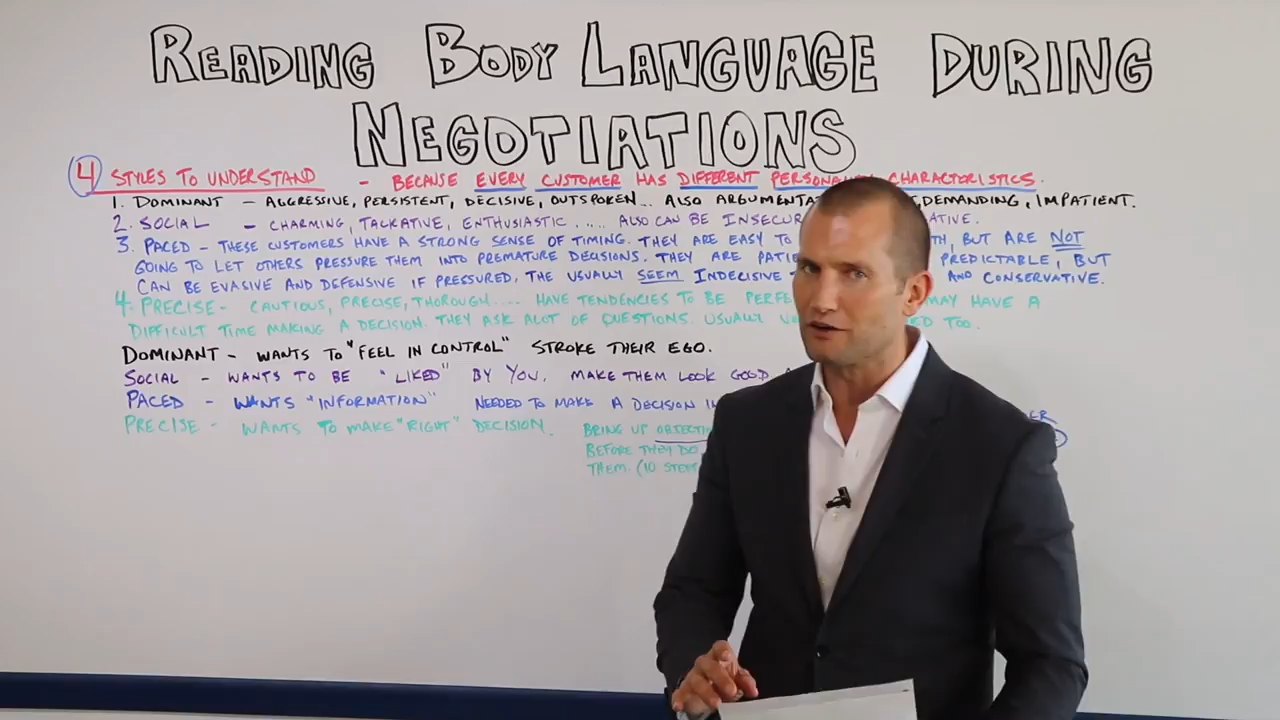 READING BODY LANGUAGE DURING
NEGOTIATIONS
4 STYLES TO UNDERSTAND - BECAUSE EVERY CUSTOMER HAS DIFFERENT PERSONALITY CHARACTERISTICS.
1. DOMINANT - AGGRESSIVE, PERSISTENT, DECISIVE, OUTSPOKEN... ALSO DEMANDING, IMPATIENT.
2. SOCIAL - CHARMING, TALKATIVE, ENTHUSIASTIC..... ALSO CAN BE
3. PACED - THESE CUSTOMERS HAVE A STRONG SENSE OF TIMING. THEY ARE EASY TO BUT ARE NOT
GOING TO LET OTHERS PRESSURE THEM INTO PREMATURE DECISIONS. THEY ARE PREDICTABLE, BUT
CAN BE EVASIVE AND DEFENSIVE IF PRESSURED. THE USUALLY SEEM INDECISIVE - AND CONSERVATIVE.
4. PRECISE - CAUTIOUS, PRECISE, THOROUGH.... HAVE TENDENCIES TO BE MAY HAVE A
DIFFICULT TIME MAKING A DECISION. THEY ASK ALOT OF QUESTIONS. USUALLY TOO.
DOMINANT - WANTS TO "FEEL IN CONTROL" STROKE THEIR EGO.
SOCIAL - WANTS TO BE "LIKED" BY YOU. MAKE THEM LOOK GOOD
PACED - WANTS "INFORMATION" NEEDED TO MAKE A DECISION
PRECISE - WANTS TO MAKE "RIGHT" DECISION. BRING UP
BEFORE THEY DO
THEM. (10